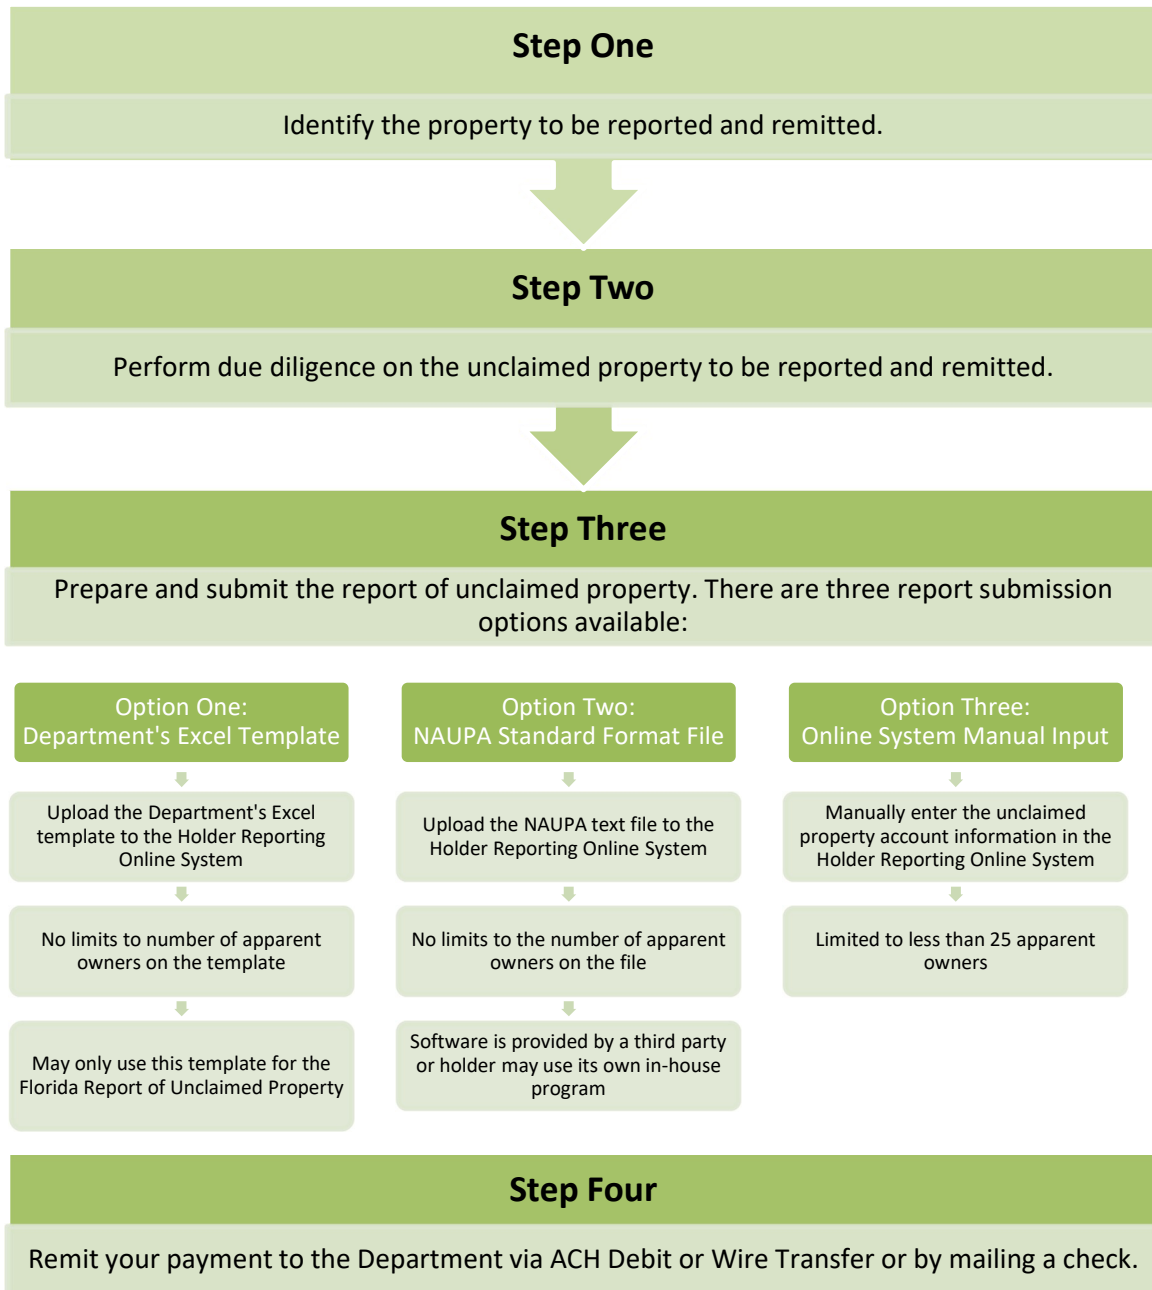 Step One
Identify the property to be reported and remitted.
Step Two
Perform due diligence on the unclaimed property to be reported and remitted.
Step Three
Prepare and submit the report of unclaimed property. There are three report submission
options available:
Option One:
Department's Excel Template
Upload the Department's Excel
template to the Holder Reporting
Online System
No limits to number of apparent
owners on the template
May only use this template for the
Florida Report of Unclaimed Property
Option Two:
NAUPA Standard Format File
Upload the NAUPA text file to the
Holder Reporting Online System
No limits to the number of apparent
owners on the file
Software is provided by a third party
or holder may use its own in-house
program
Option Three:
Online System Manual Input
Manually enter the unclaimed
property account information in the
Holder Reporting Online System
Limited to less than 25 apparent
owners
Step Four
Remit your payment to the Department via ACH Debit or Wire Transfer or by mailing a check.